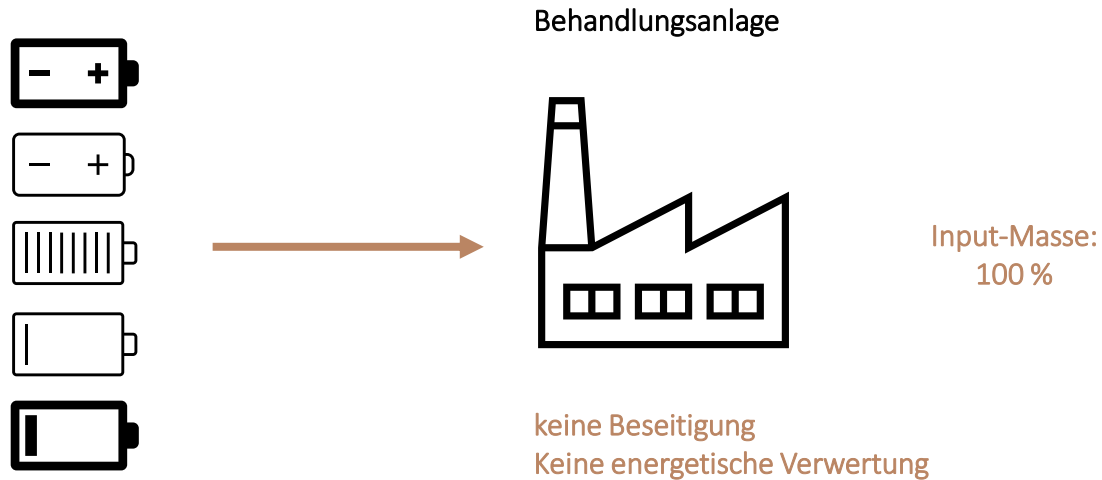 Behandlungsanlage
Input-Masse:
100 %
keine Beseitigung
Keine energetische Verwertung